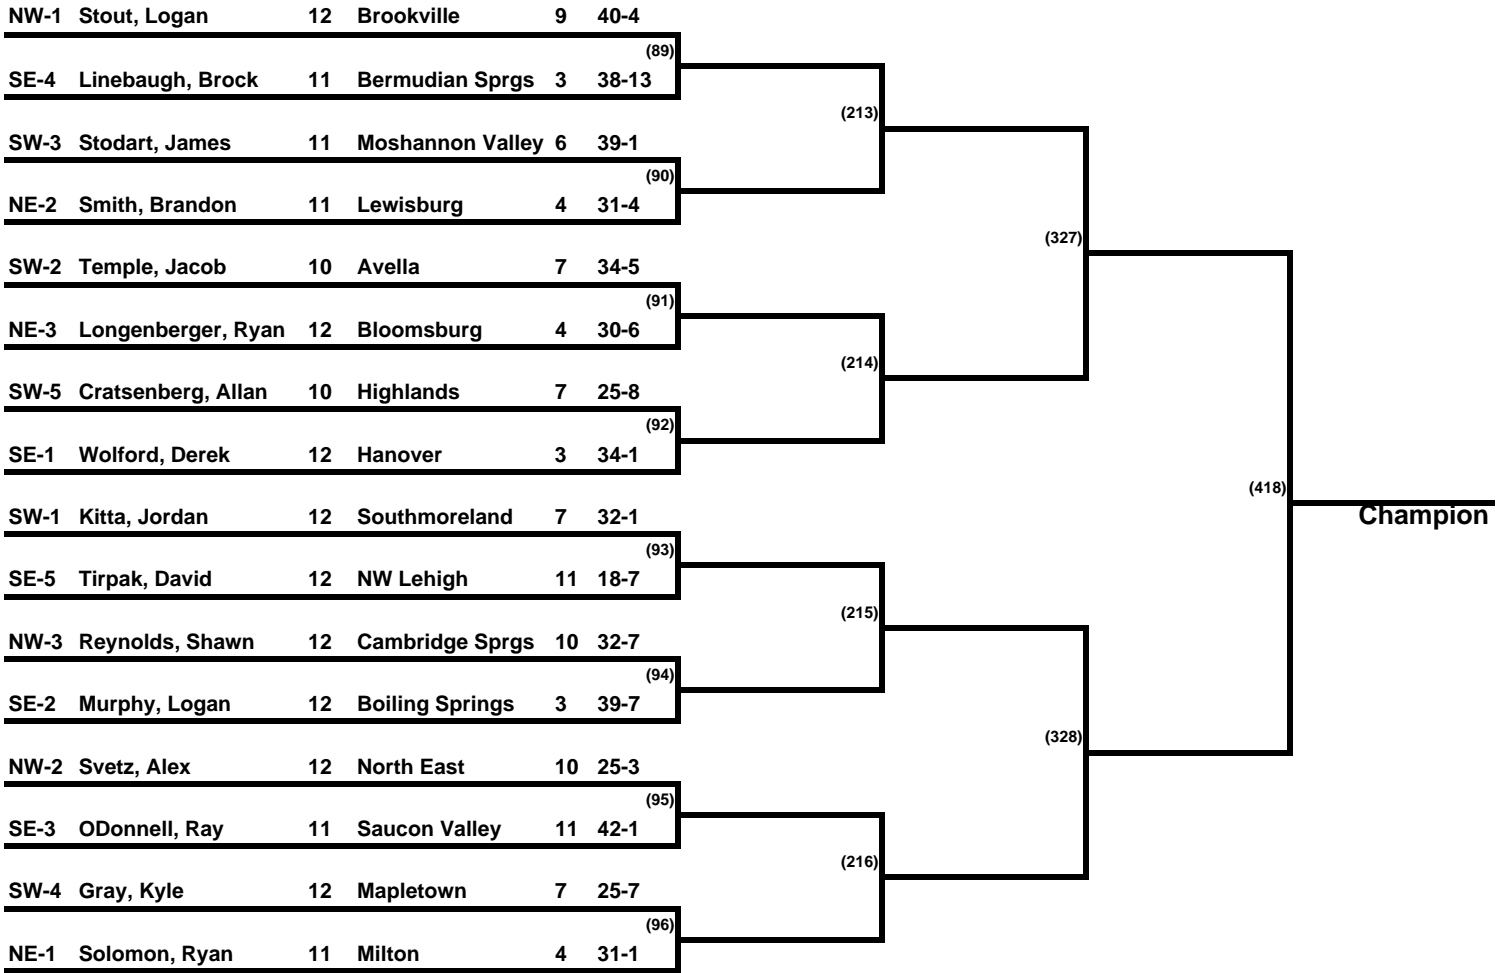 NW-1 Stout, Logan 12 Brookville 9 40-4
(89)
SE-4 Linebaugh, Brock 11 Bermudian Sprgs 3 38-13
(213)
SW-3 Stodart, James 11 Moshannon Valley 6 39-1
(90)
NE-2 Smith, Brandon 11 Lewisburg 4 31-4
(327)
SW-2 Temple, Jacob 10 Avella 7 34-5
(91)
NE-3 Longenberger, Ryan 12 Bloomsburg 4 30-6
(214)
SW-5 Cratsenberg, Allan 10 Highlands 7 25-8
(92)
SE-1 Wolford, Derek 12 Hanover 3 34-1
(418)
SW-1 Kitta, Jordan 12 Southmoreland 7 32-1
Champion
(93)
SE-5 Tirpak, David 12 NW Lehigh 11 18-7
(215)
NW-3 Reynolds, Shawn 12 Cambridge Sprgs 10 32-7
(94)
SE-2 Murphy, Logan 12 Boiling Springs 3 39-7
(328)
NW-2 Svetz, Alex 12 North East 10 25-3
(95)
SE-3 ODonnell, Ray 11 Saucon Valley 11 42-1
(216)
SW-4 Gray, Kyle 12 Mapletown 7 25-7
(96)
NE-1 Solomon, Ryan 11 Milton 4 31-1